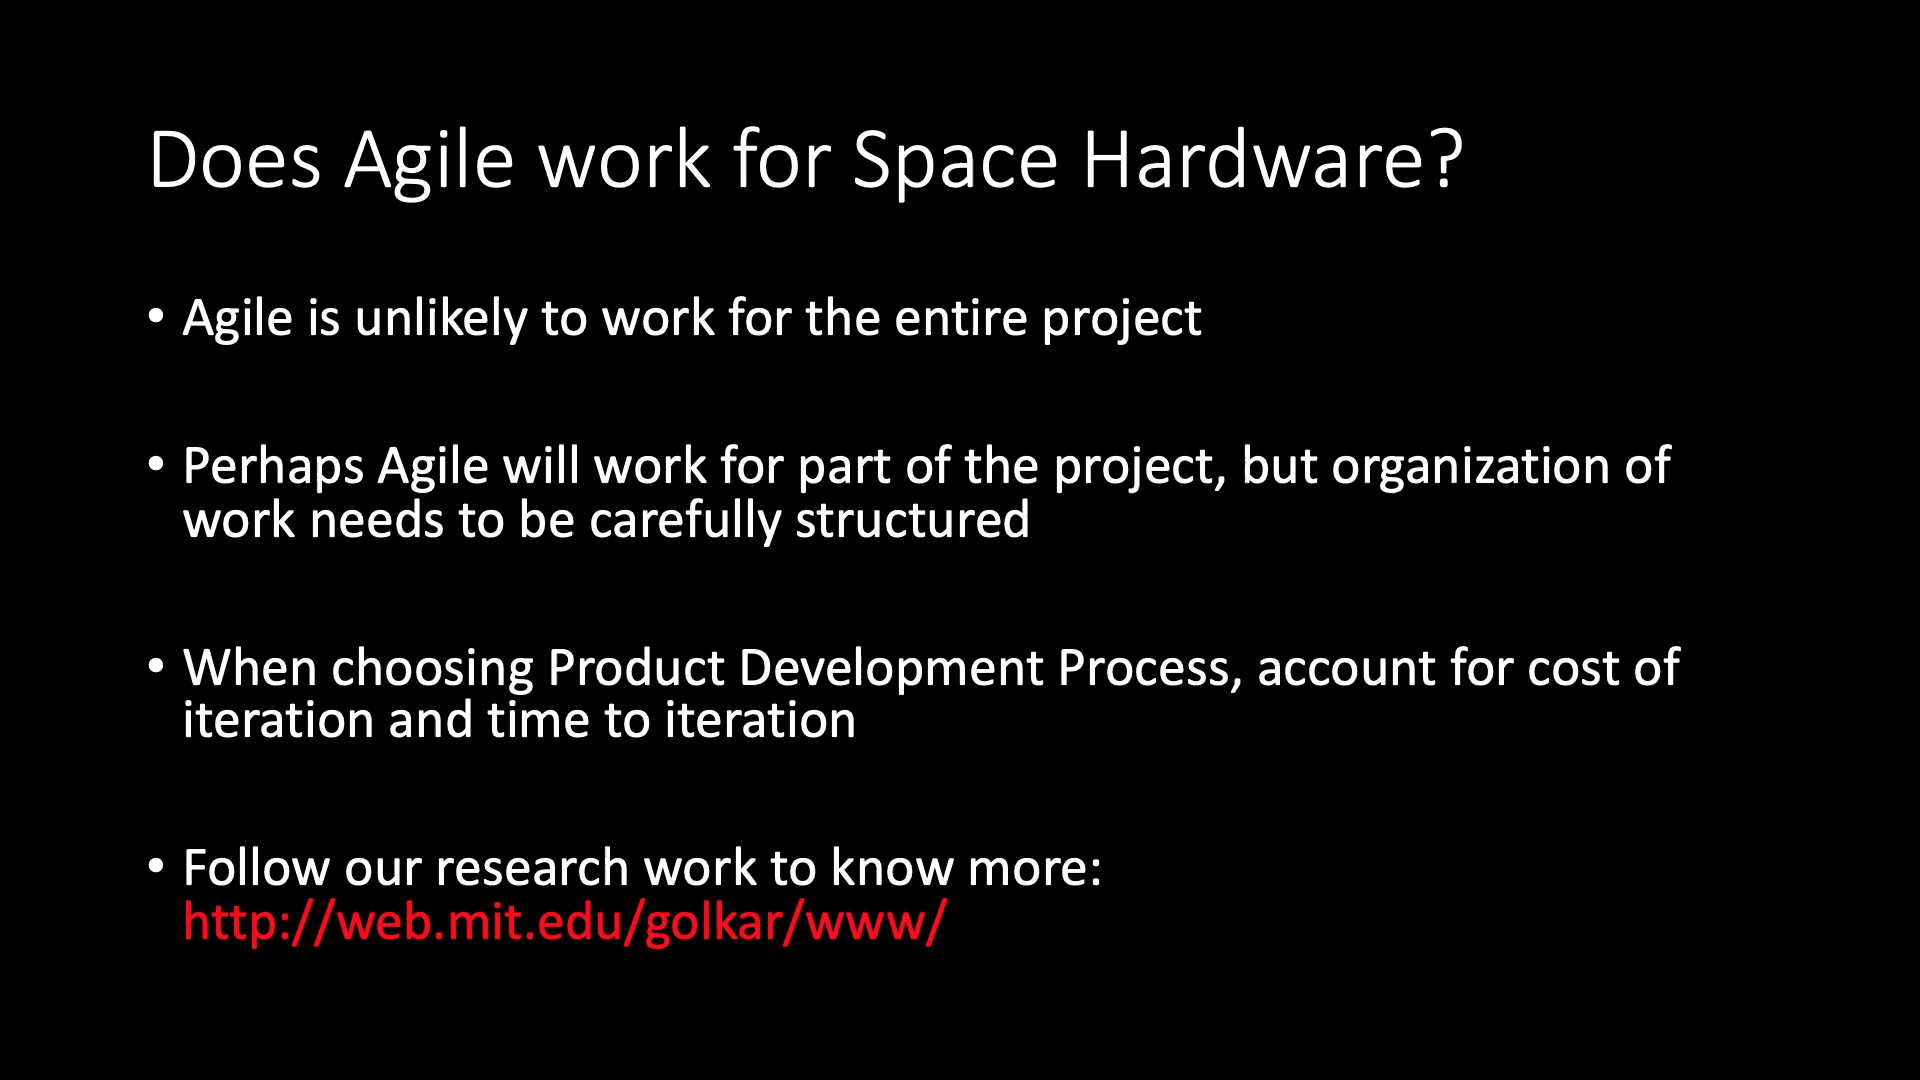 Does Agile work for Space Hardware?
• Agile is unlikely to work for the entire project
• Perhaps Agile will work for part of the project, but organization of
work needs to be carefully structured
• When choosing Product Development Process, account for cost of
iteration and time to iteration
• Follow our research work to know more:
http://web.mit.edu/golkar/www/